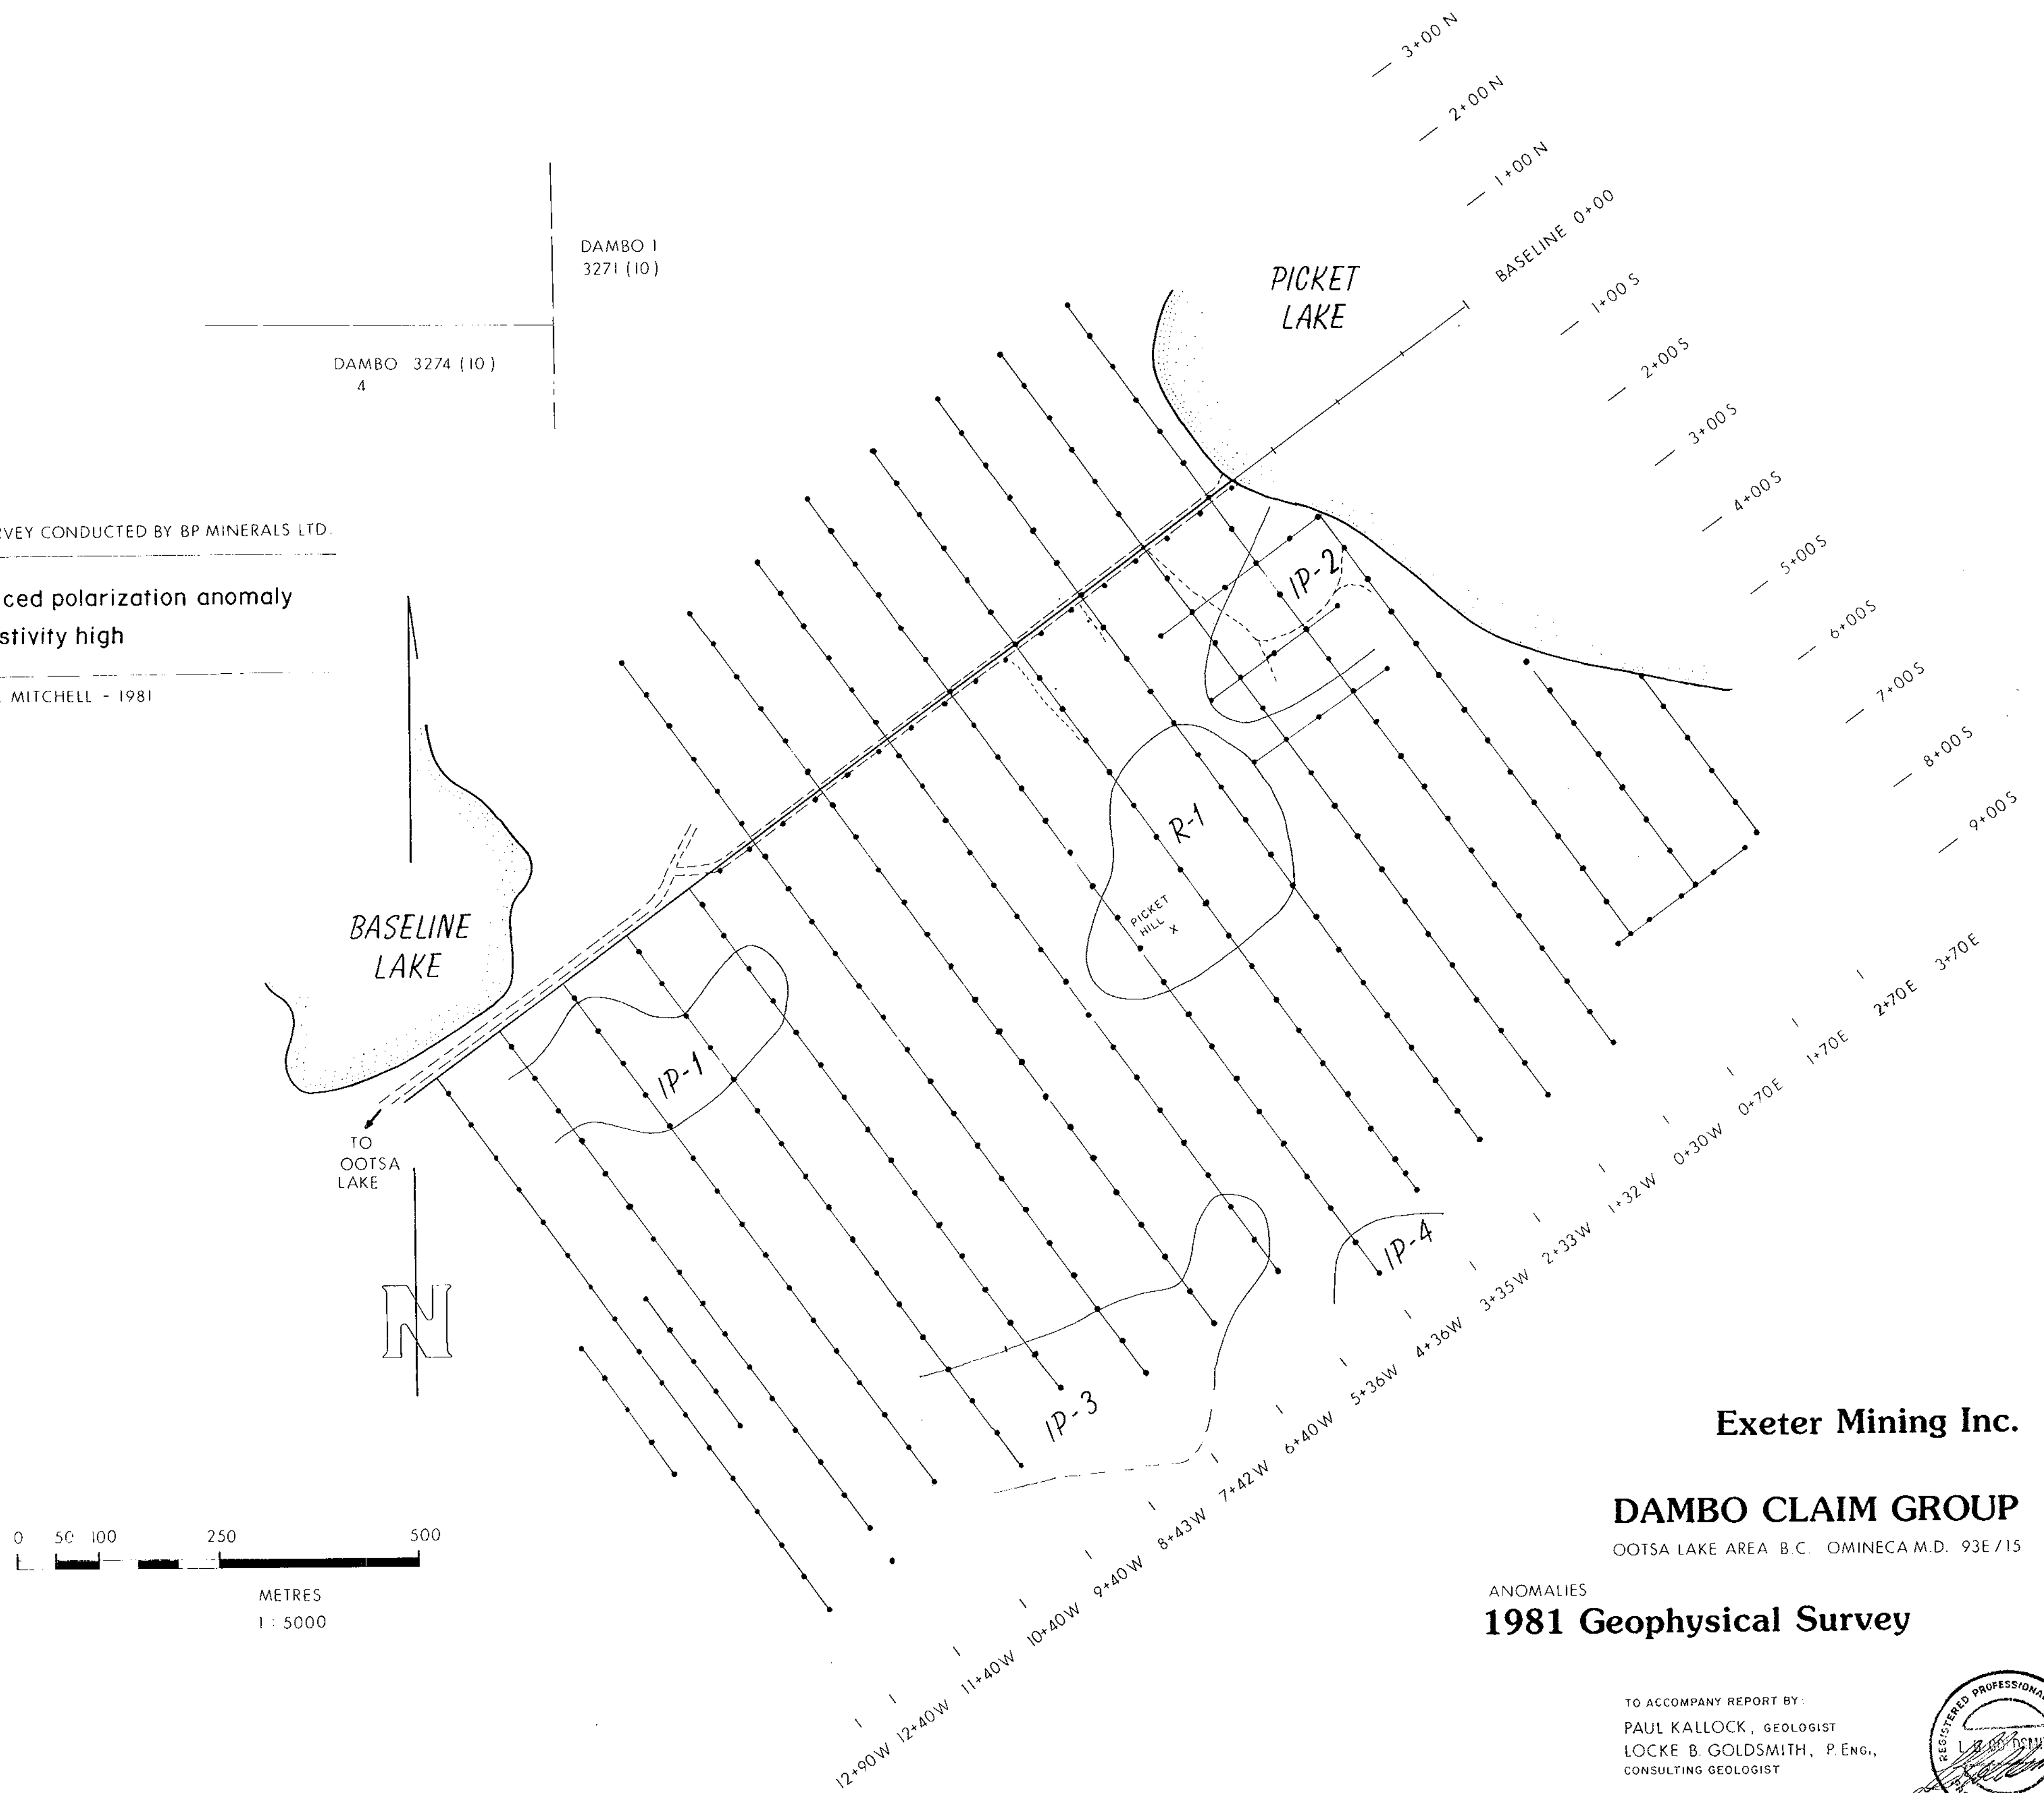 3+00 N
2+00 N
1+00 N
BASELINE 0+00
1+00 S
2+00 S
3+00 S
4+00 S
5+00 S
6+00 S
7+00 S
8+00 S
9+00 S
DAMBO 1
3271 (10)
DAMBO 3274 (10)
4
PICKET
LAKE
RVEY CONDUCTED BY BP MINERALS LTD.
ced polarization anomaly
stivity high
MITCHELL - 1981
IP-2
R-1
PICKET
HILL X
BASELINE
LAKE
IP-1
TO
OOTSA
LAKE
N
IP-4
IP-3
3+70E
2+70E
1+70E
0+70E
0+30W
1+32W
2+33W
3+35W
4+36W
5+36W
6+40W
7+42W
8+43W
9+40W
10+40W
11+40W
12+40W
12+90W
0 50 100 250 500
METRES
1 : 5000
Exeter Mining Inc.
DAMBO CLAIM GROUP
OOTSA LAKE AREA B.C. OMINECA M.D. 93E/15
ANOMALIES
1981 Geophysical Survey
TO ACCOMPANY REPORT BY:
PAUL KALLOCK, GEOLOGIST
LOCKE B. GOLDSMITH, P. ENG.,
CONSULTING GEOLOGIST
REGISTERED PROFESSIONA